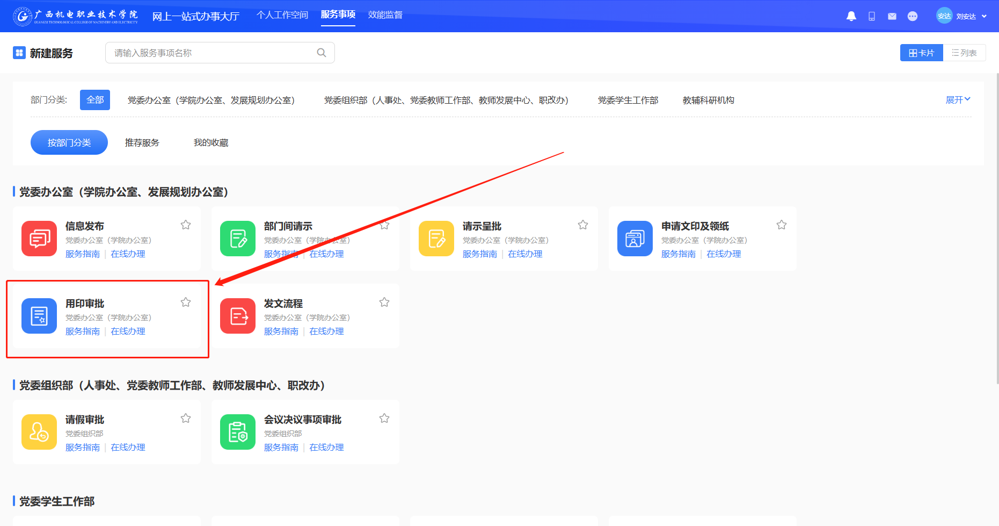 广西机电职业技术学院
GUANGXI TECHNOLOGICAL COLLEGE OF MACHINERY AND ELECTRICITY
网上一站式办事大厅 个人工作空间 服务事项 效能监督 安达 刘安达
新建服务 请输入服务事项名称 卡片 列表
部门分类: 全部 党委办公室（学院办公室、发展规划办公室） 党委组织部（人事处、党委教师工作部、教师发展中心、职改办） 党委学生工作部 教辅科研机构 展开
按部门分类 推荐服务 我的收藏
党委办公室（学院办公室、发展规划办公室）
信息发布
党委办公室（学院办公室）
服务指南 | 在线办理
部门间请示
党委办公室（学院办公室）
服务指南 | 在线办理
请示呈批
党委办公室（学院办公室）
服务指南 | 在线办理
申请文印及领纸
党委办公室（学院办公室）
服务指南 | 在线办理
用印审批
党委办公室（学院办公室）
服务指南 | 在线办理
发文流程
党委办公室（学院办公室）
服务指南 | 在线办理
党委组织部（人事处、党委教师工作部、教师发展中心、职改办）
请假审批
党委组织部
服务指南 | 在线办理
会议决议事项审批
党委组织部
服务指南 | 在线办理
党委学生工作部